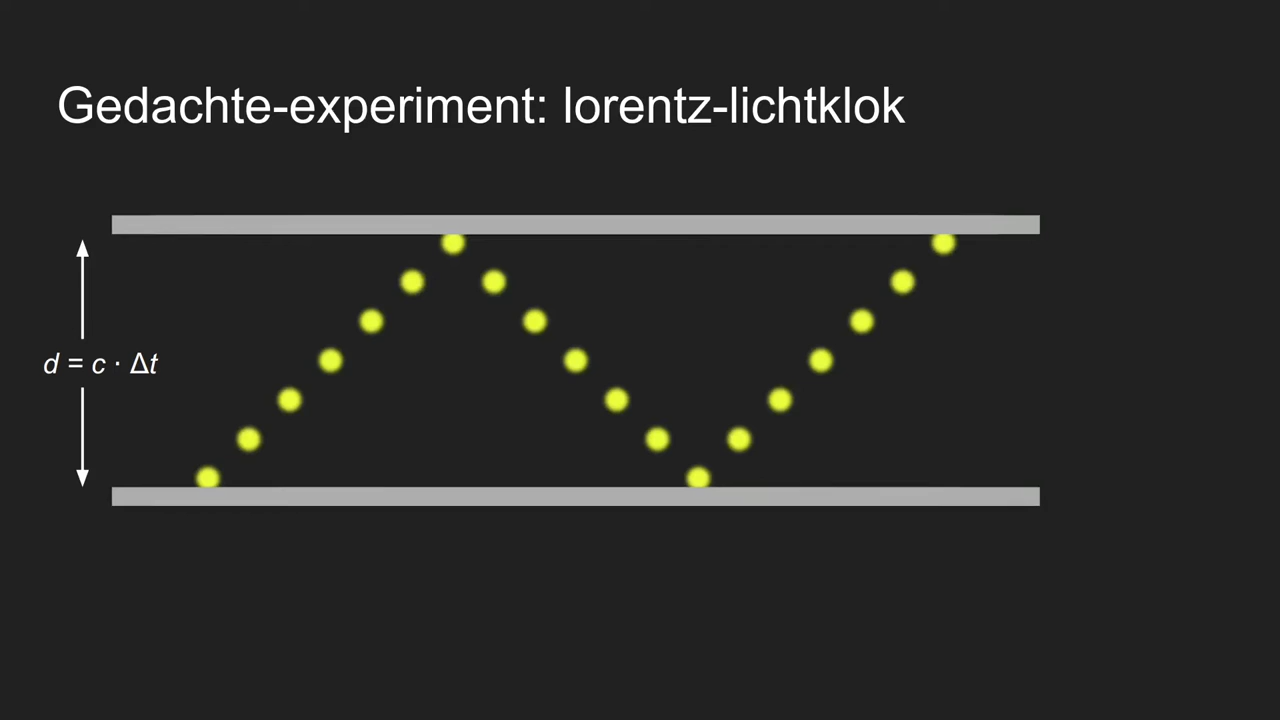 Gedachte-experiment: lorentz-lichtklok
d = c · Δt